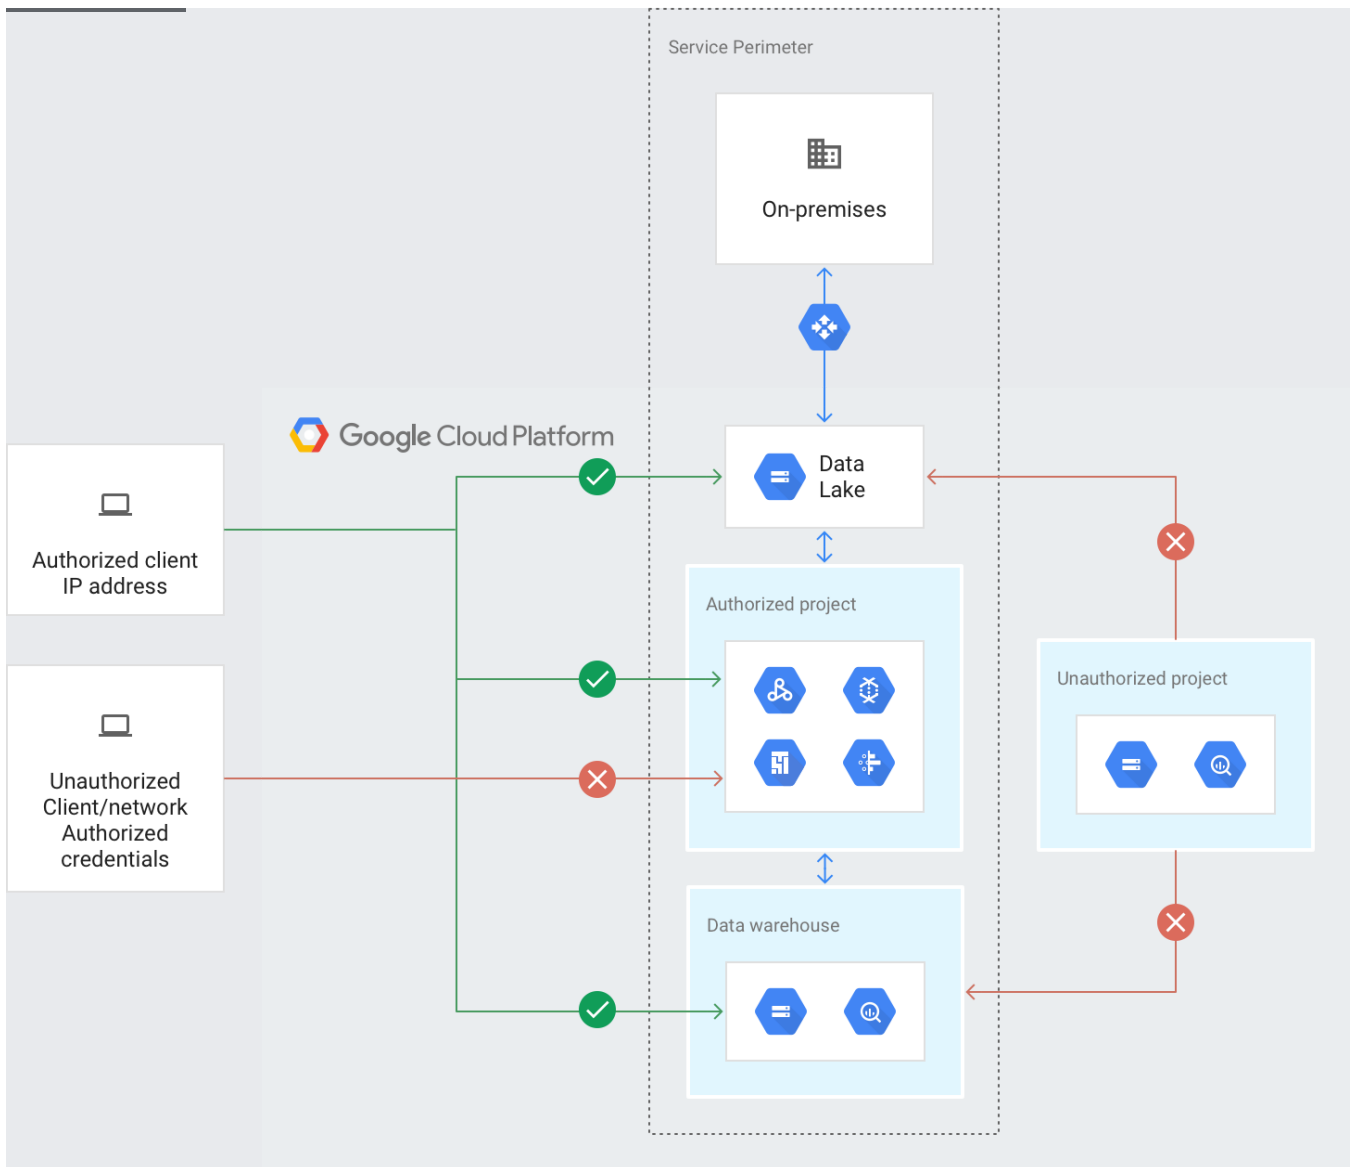 Service Perimeter
On-premises
Google Cloud Platform
Data
Lake
Authorized client
IP address
Authorized project
Unauthorized project
Unauthorized
Client/network
Authorized
credentials
Data warehouse